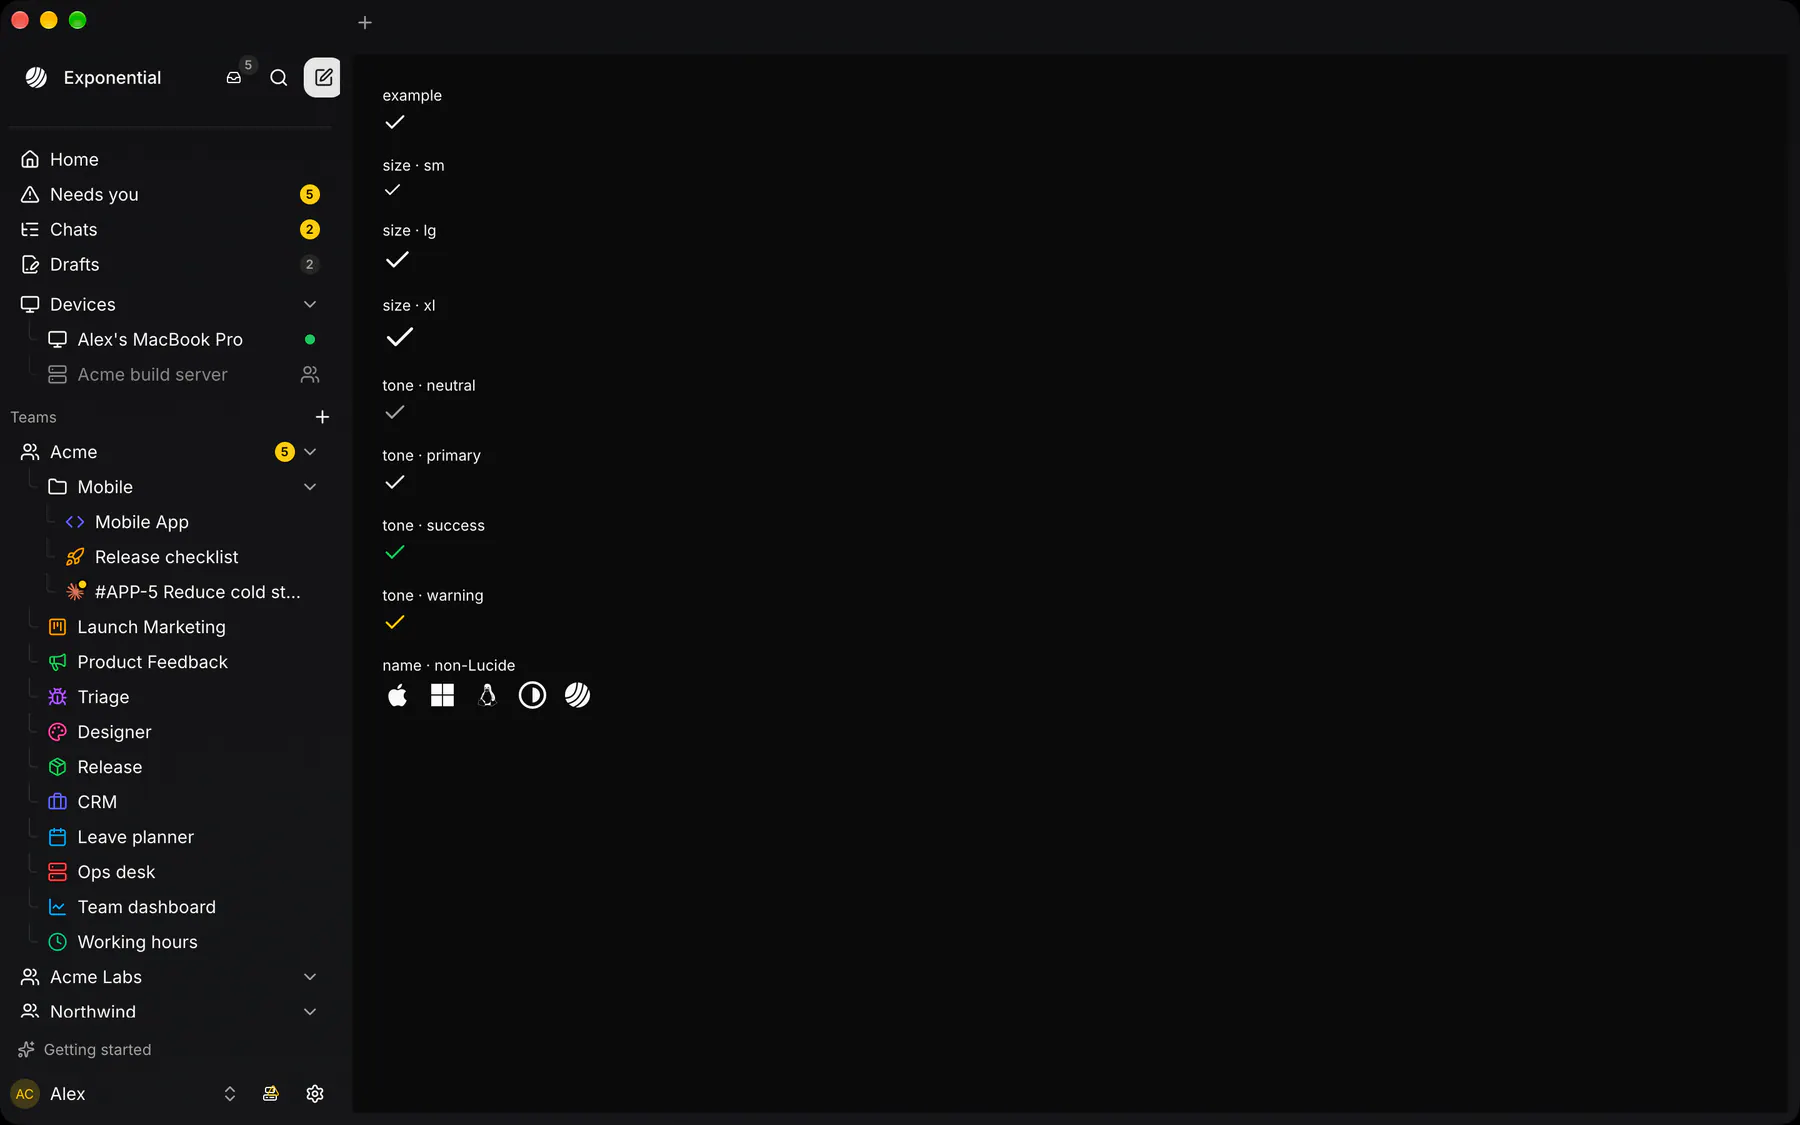 Exponential
5
Home
Needs you
5
Chats
2
Drafts
2
Devices
Alex's MacBook Pro
Acme build server
Teams
Acme
5
Mobile
Mobile App
Release checklist
#APP-5 Reduce cold st...
Launch Marketing
Product Feedback
Triage
Designer
Release
CRM
Leave planner
Ops desk
Team dashboard
Working hours
Acme Labs
Northwind
Getting started
AC
Alex
example
size · sm
size · lg
size · xl
tone · neutral
tone · primary
tone · success
tone · warning
name · non-Lucide